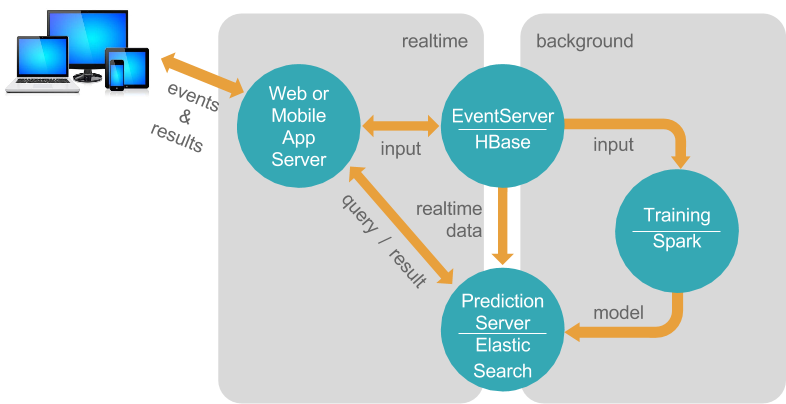 realtime
background
events
&
results
Web or
Mobile
App
Server
input
EventServer
HBase
input
realtime
data
query / result
Training
Spark
Prediction
Server
Elastic
Search
model